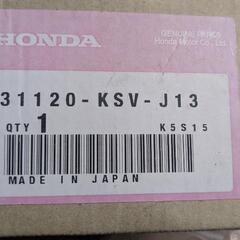 HONDA
GENUINE PARTS
Honda Motor Co., Ltd.
31120-KSV-J13
QTY 1
K5S15
MADE IN JAPAN